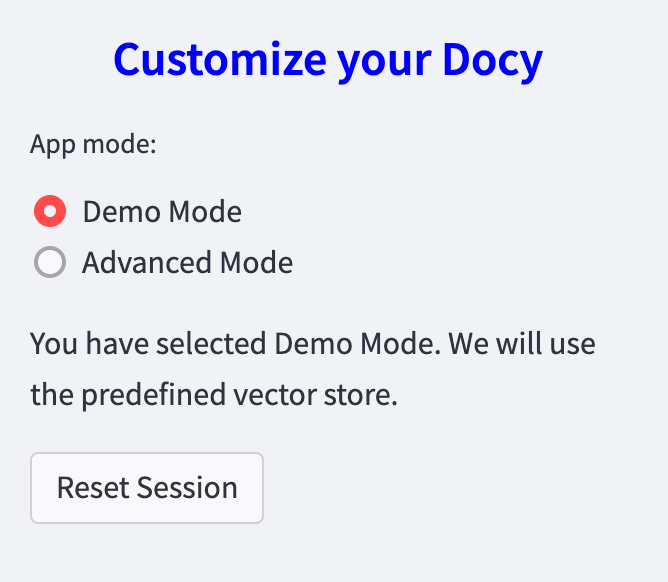 Customize your Docy
App mode:
Demo Mode
Advanced Mode
You have selected Demo Mode. We will use
the predefined vector store.
Reset Session